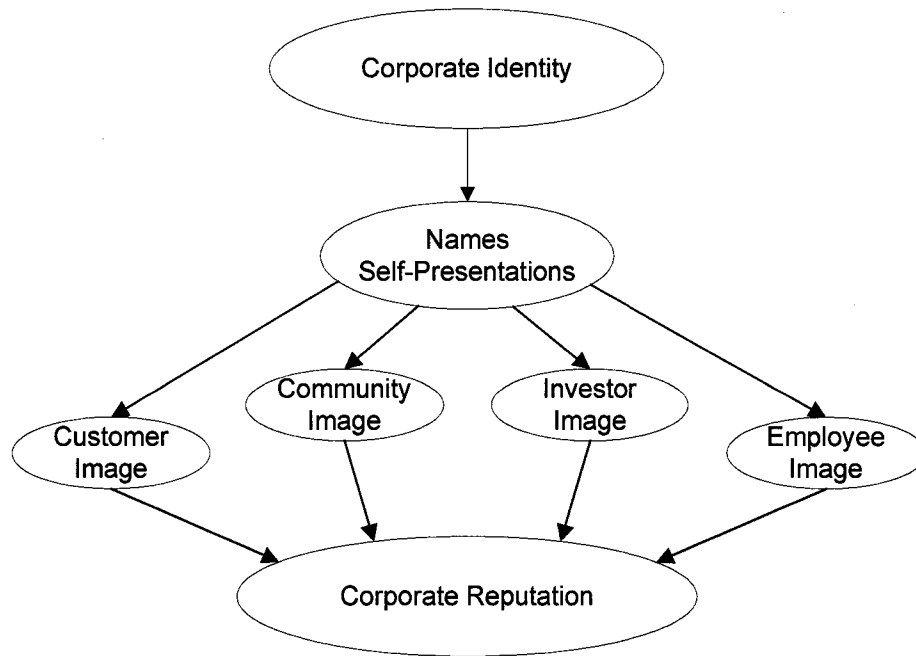 Corporate Identity
Names
Self-Presentations
Community
Image
Investor
Image
Customer
Image
Employee
Image
Corporate Reputation